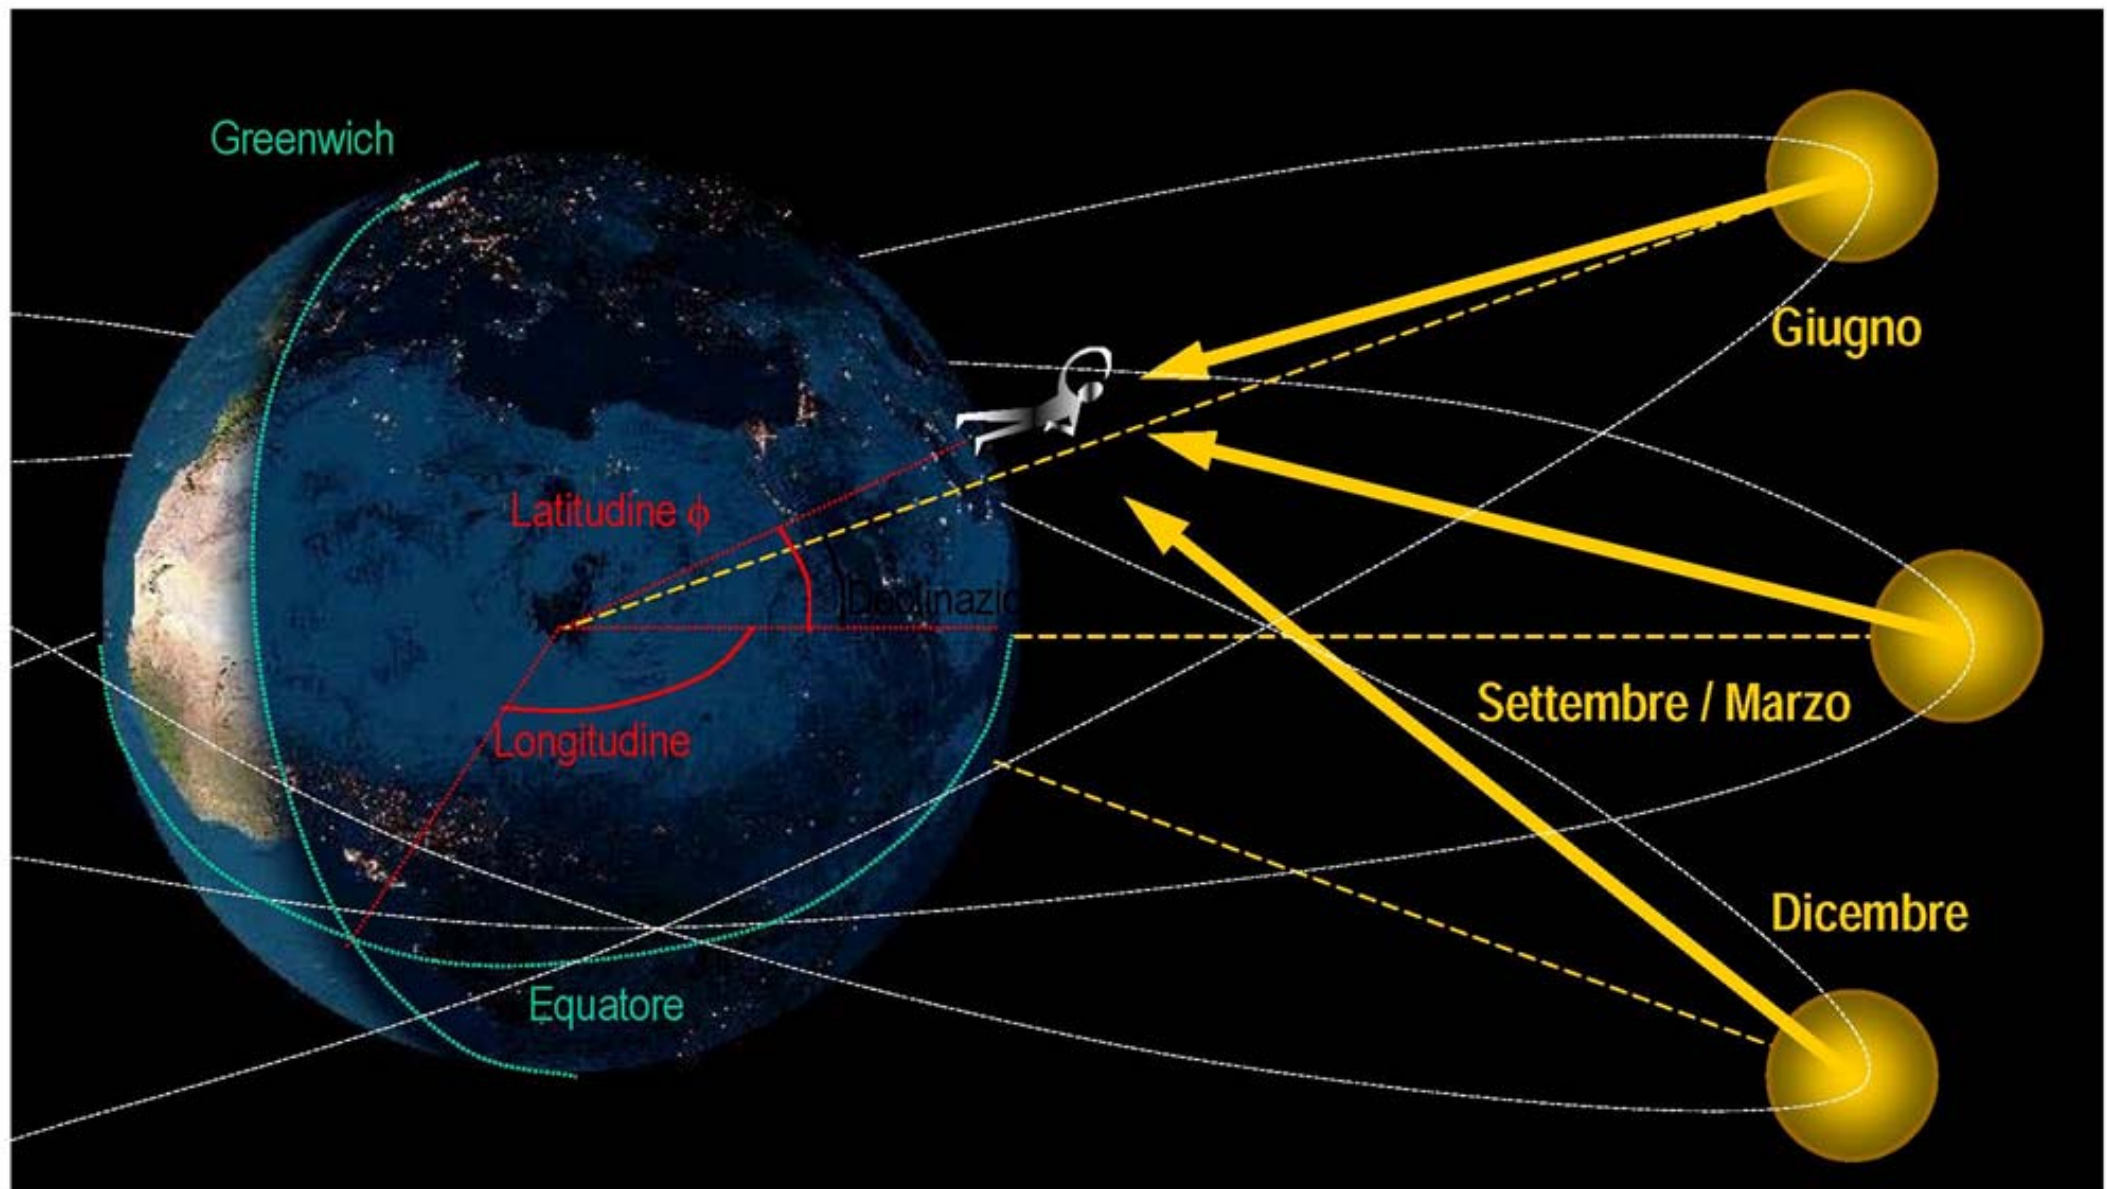 Greenwich
Giugno
Latitudine ϕ
Settembre / Marzo
Longitudine
Dicembre
Equatore